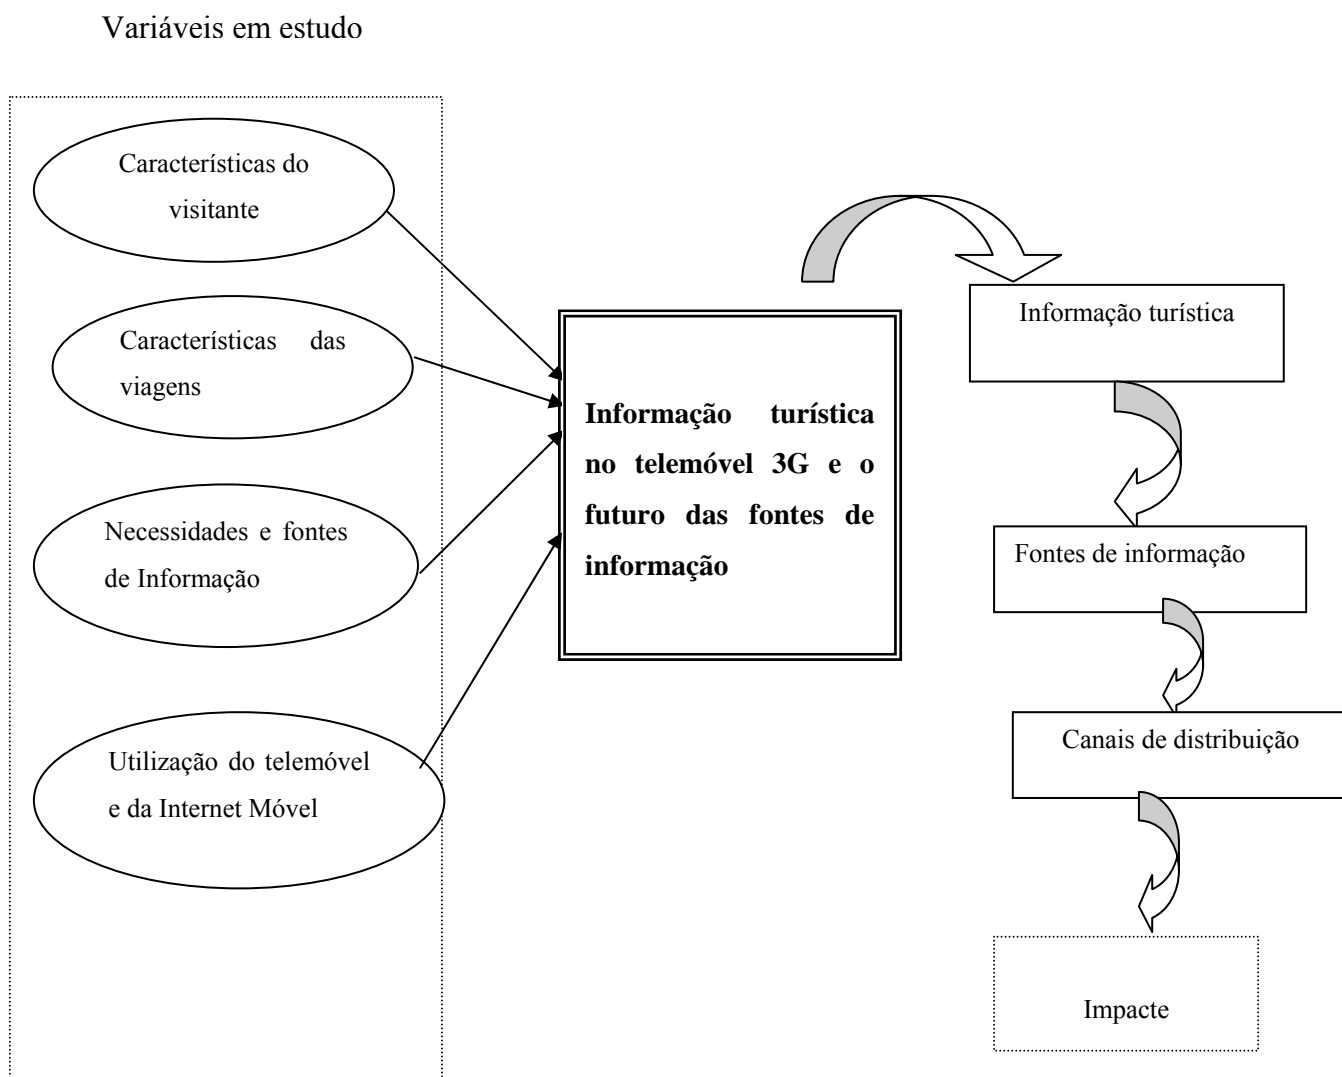 Variáveis em estudo
Características do
visitante
Características das
viagens
Necessidades e fontes
de Informação
Utilização do telemóvel
e da Internet Móvel
Informação turística
no telemóvel 3G e o
futuro das fontes de
informação
Informação turística
Fontes de informação
Canais de distribuição
Impacte